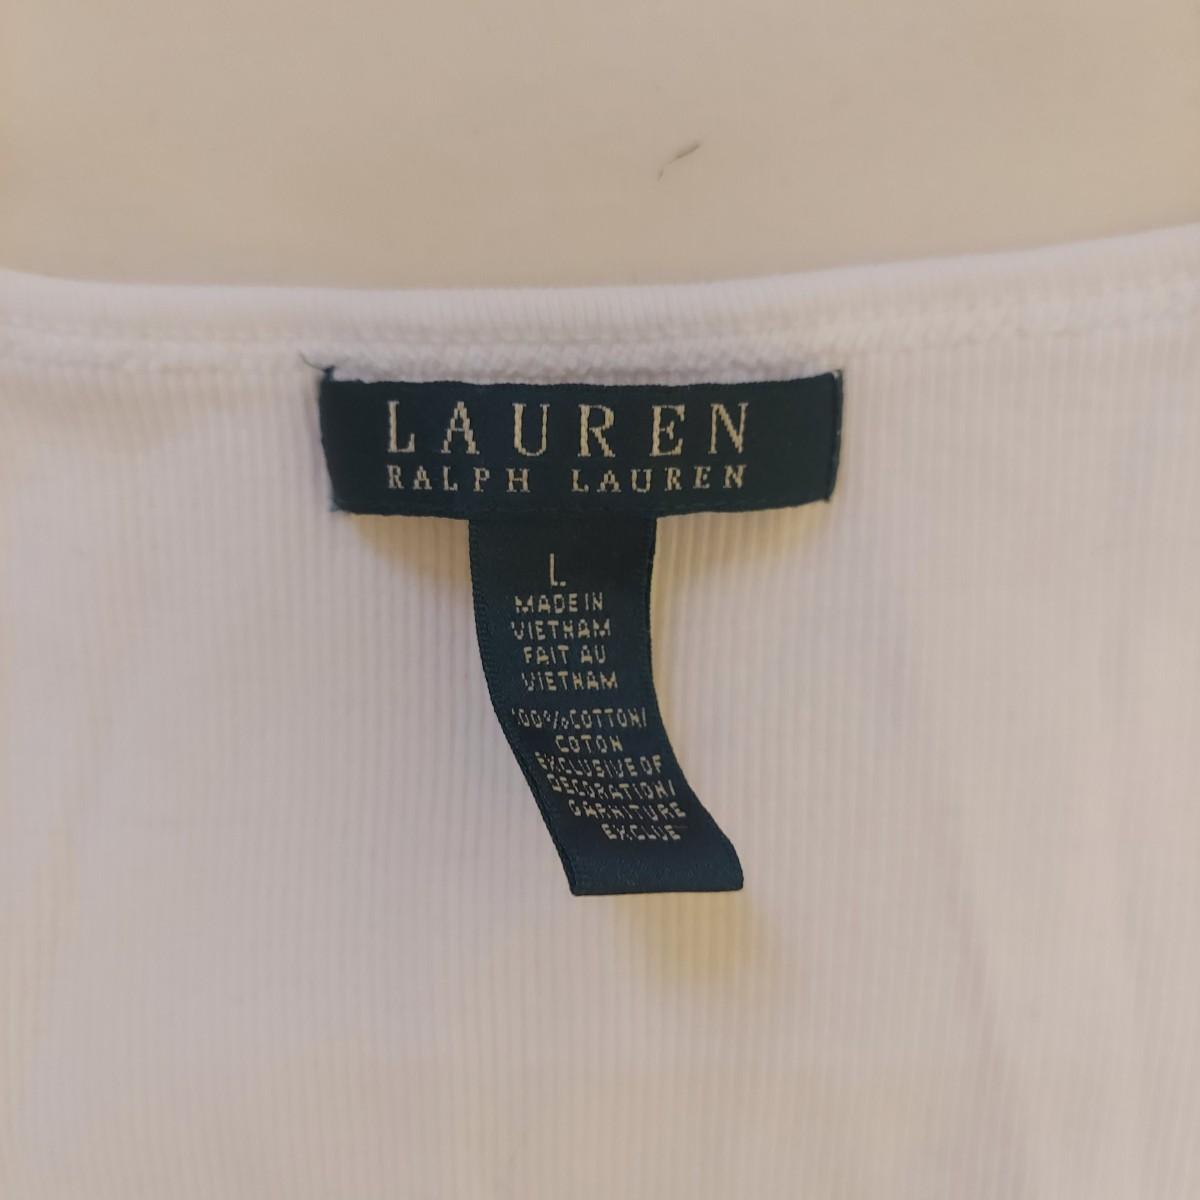 LAUREN
RALPH LAUREN
L
MADE IN
VIETNAM
FAIT AU
VIETNAM
100%COTTON/
COTON
EXCLUSIVE OF
DECORATION/
GARNITURE
EXCLUE